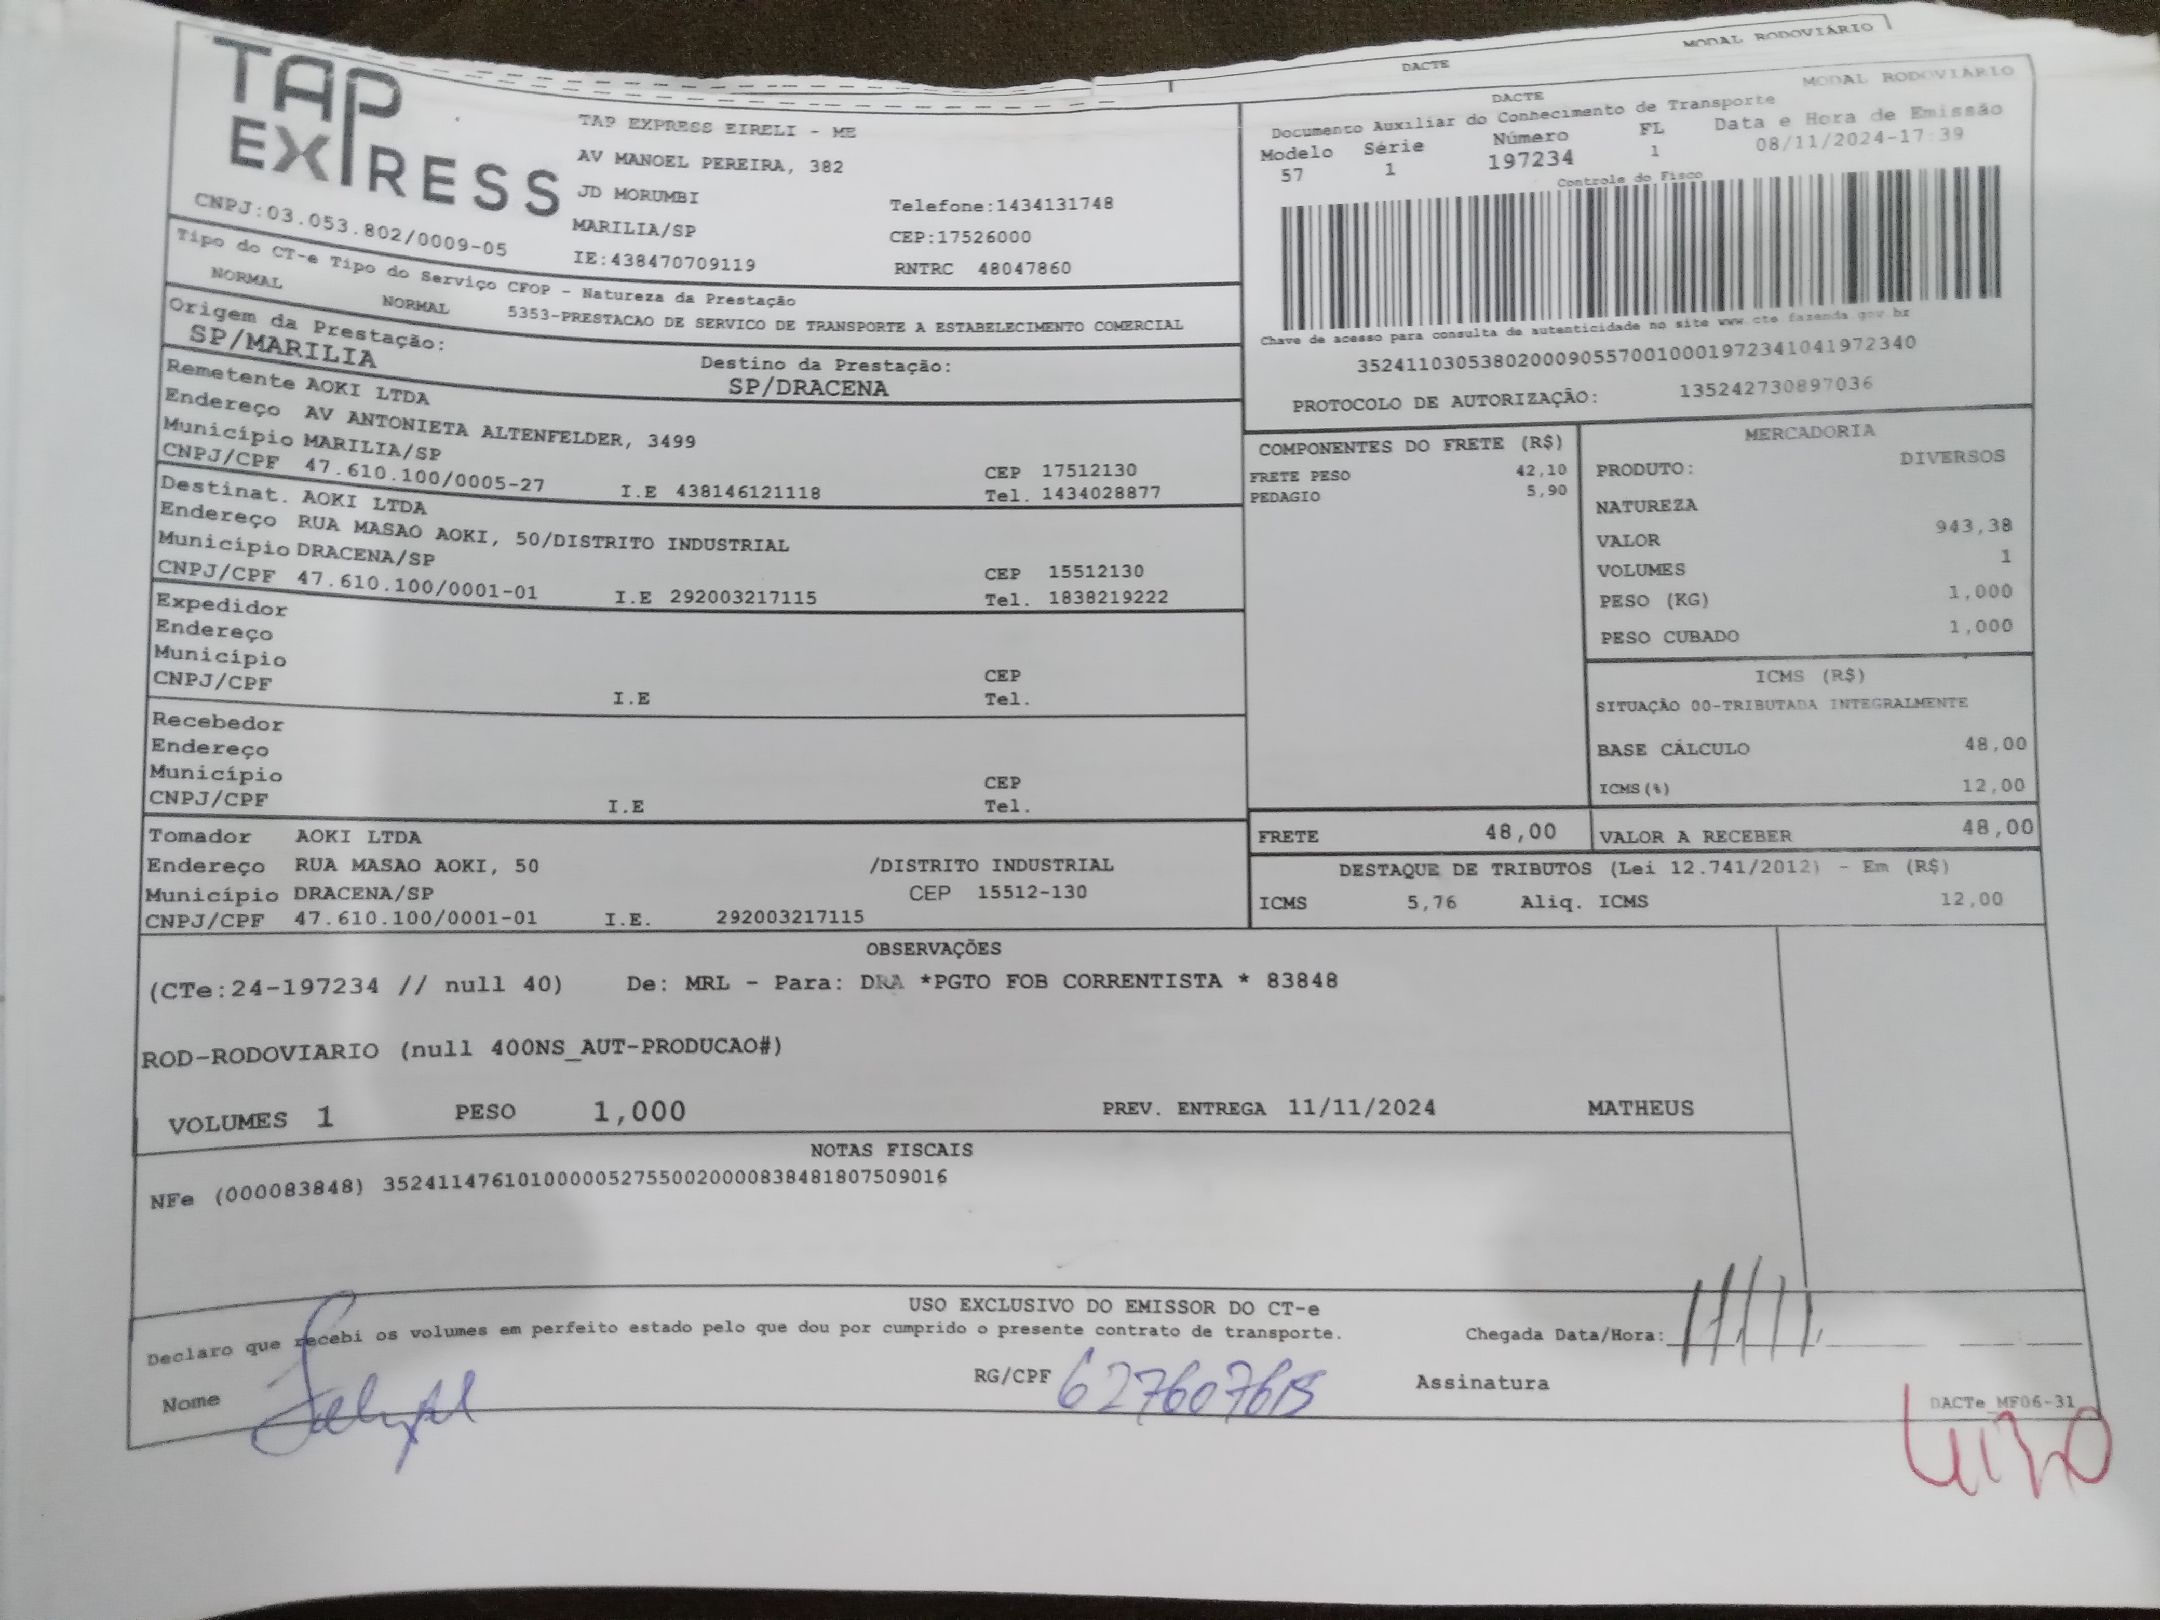 DACTE MODAL RODOVIÁRIO
TAP EXPRESS
CNPJ:03.053.802/0009-05
TAP EXPRESS EIRELI - ME
AV MANOEL PEREIRA, 382
JD MORUMBI
MARILIA/SP
IE:438470709119
Telefone:1434131748
CEP:17526000
RNTRC 48047860
DACTE MODAL RODOVIÁRIO
Documento Auxiliar do Conhecimento de Transporte
Modelo Série Número FL Data e Hora de Emissão
57 1 197234 1 08/11/2024-17:39
Controle do Fisco
Chave de acesso para consulta de autenticidade no site www.cte.fazenda.gov.br
35241103053802000905570010001972341041972340
PROTOCOLO DE AUTORIZAÇÃO: 135242730897036
Tipo do CT-e Tipo do Serviço CFOP - Natureza da Prestação
NORMAL NORMAL 5353-PRESTACAO DE SERVICO DE TRANSPORTE A ESTABELECIMENTO COMERCIAL
Origem da Prestação: Destino da Prestação:
SP/MARILIA SP/DRACENA
Remetente AOKI LTDA
Endereço AV ANTONIETA ALTENFELDER, 3499
Município MARILIA/SP CEP 17512130
CNPJ/CPF 47.610.100/0005-27 I.E 438146121118 Tel. 1434028877
Destinat. AOKI LTDA
Endereço RUA MASAO AOKI, 50/DISTRITO INDUSTRIAL
Município DRACENA/SP CEP 15512130
CNPJ/CPF 47.610.100/0001-01 I.E 292003217115 Tel. 1838219222
Expedidor
Endereço
Município CEP
CNPJ/CPF I.E Tel.
Recebedor
Endereço
Município CEP
CNPJ/CPF I.E Tel.
Tomador AOKI LTDA
Endereço RUA MASAO AOKI, 50 /DISTRITO INDUSTRIAL
Município DRACENA/SP CEP 15512-130
CNPJ/CPF 47.610.100/0001-01 I.E. 292003217115
COMPONENTES DO FRETE (R$)
FRETE PESO 42,10
PEDAGIO 5,90
MERCADORIA
PRODUTO: DIVERSOS
NATUREZA
VALOR 943,38
VOLUMES 1
PESO (KG) 1,000
PESO CUBADO 1,000
ICMS (R$)
SITUAÇÃO 00-TRIBUTADA INTEGRALMENTE
BASE CÁLCULO 48,00
ICMS(%) 12,00
FRETE 48,00 VALOR A RECEBER 48,00
DESTAQUE DE TRIBUTOS (Lei 12.741/2012) - Em (R$)
ICMS 5,76 Aliq. ICMS 12,00
OBSERVAÇÕES
(CTe:24-197234 // null 40) De: MRL - Para: DRA *PGTO FOB CORRENTISTA * 83848
ROD-RODOVIARIO (null 400NS_AUT-PRODUCAO#)
VOLUMES 1 PESO 1,000 PREV. ENTREGA 11/11/2024 MATHEUS
NOTAS FISCAIS
NFe (000083848) 35241147610100000527550020000838481807509016
USO EXCLUSIVO DO EMISSOR DO CT-e
Declaro que recebi os volumes em perfeito estado pelo que dou por cumprido o presente contrato de transporte. Chegada Data/Hora: 11/11/
Nome RG/CPF Assinatura
DACTe_MF06-31